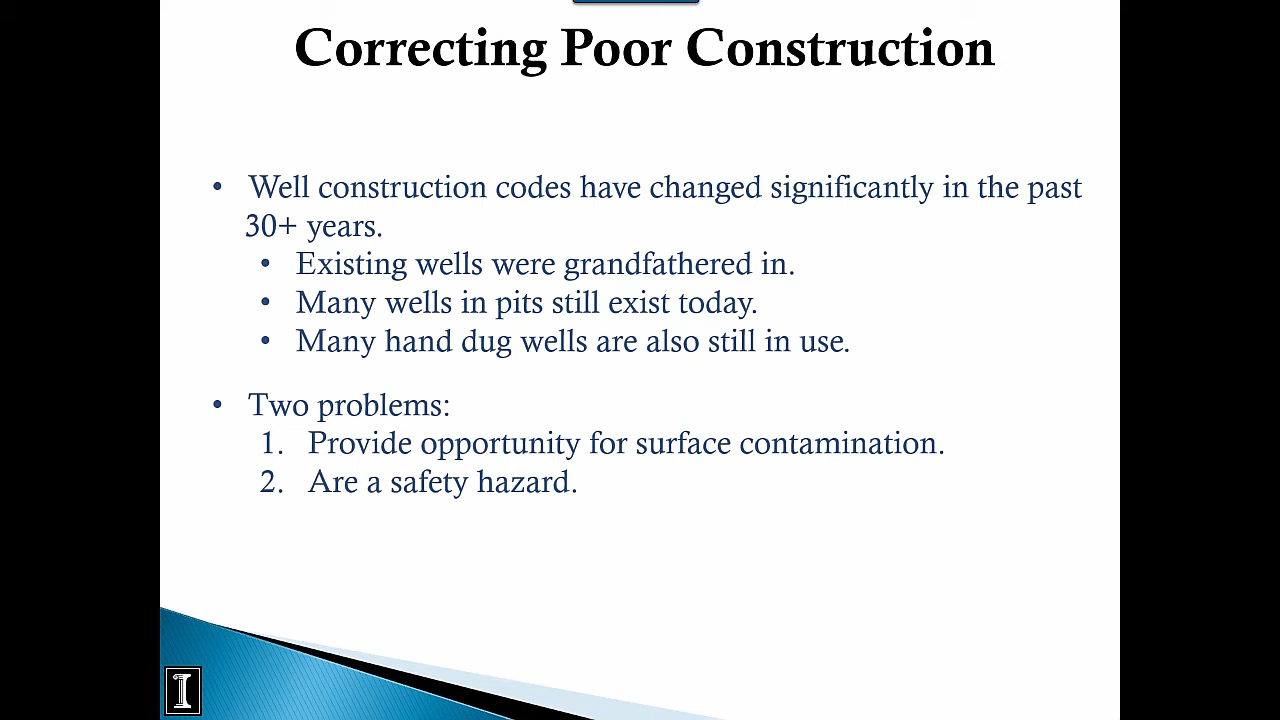 Correcting Poor Construction
• Well construction codes have changed significantly in the past
30+ years.
• Existing wells were grandfathered in.
• Many wells in pits still exist today.
• Many hand dug wells are also still in use.
• Two problems:
1. Provide opportunity for surface contamination.
2. Are a safety hazard.
I